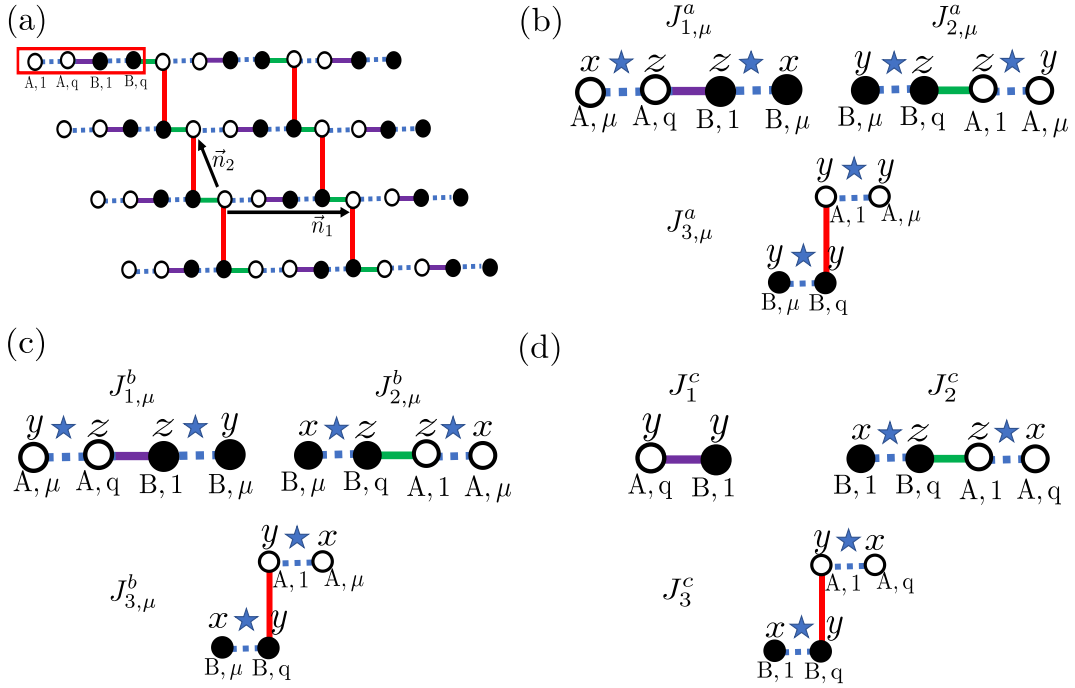 (a)
A, 1 A, q B, 1 B, q
n⃗₂
n⃗₁
(b)
J^a_{1,μ}
x ★ z z ★ x
A, μ A, q B, 1 B, μ
J^a_{2,μ}
y ★ z z ★ y
B, μ B, q A, 1 A, μ
J^a_{3,μ}
y ★ y
A, 1 A, μ
y ★ y
B, μ B, q
(c)
J^b_{1,μ}
y ★ z z ★ y
A, μ A, q B, 1 B, μ
J^b_{2,μ}
x ★ z z ★ x
B, μ B, q A, 1 A, μ
J^b_{3,μ}
y ★ x
A, 1 A, μ
x ★ y
B, μ B, q
(d)
J^c_1
y y
A, q B, 1
J^c_2
x ★ z z ★ x
B, 1 B, q A, 1 A, q
J^c_3
y ★ x
A, 1 A, q
x ★ y
B, 1 B, q